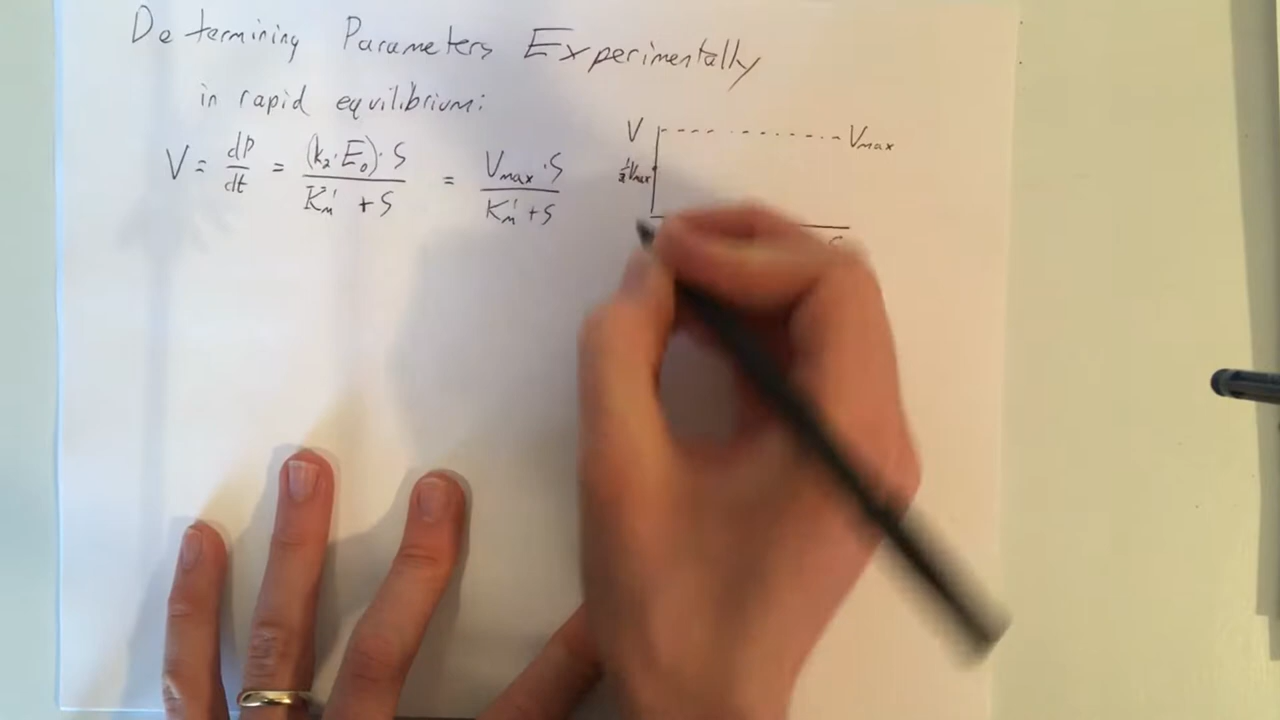 Determining Parameters Experimentally
in rapid equilibrium:
V = dP/dt = (k₂·E₀)·S / K'ₘ + S = Vmax·S / K'ₘ + S
V Vmax
½Vmax